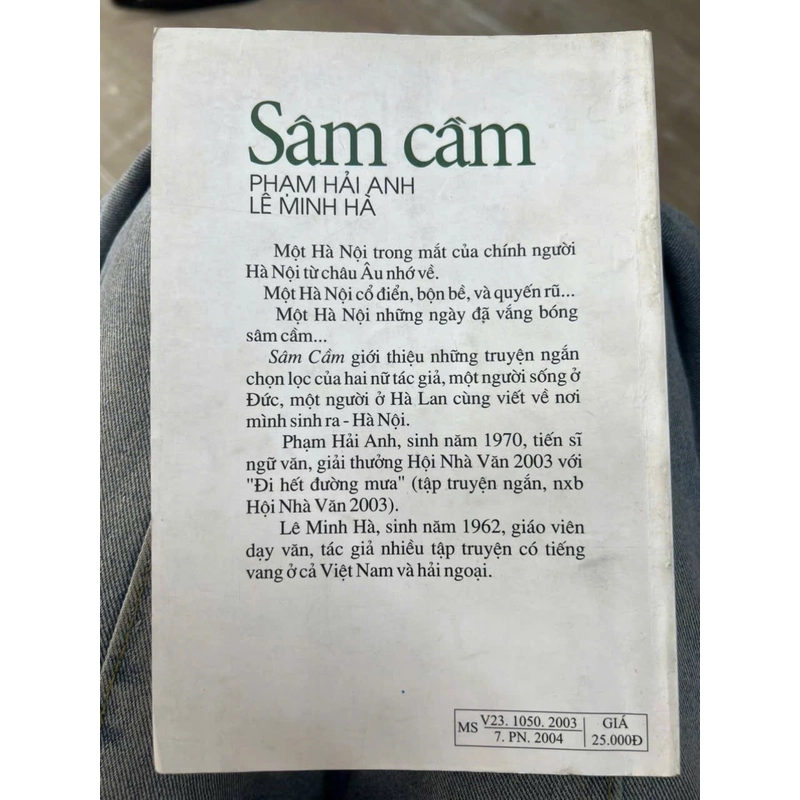 Sâm cầm
PHẠM HẢI ANH
LÊ MINH HÀ
Một Hà Nội trong mắt của chính người
Hà Nội từ châu Âu nhớ về.
Một Hà Nội cổ điển, bộn bề, và quyến rũ...
Một Hà Nội những ngày đã vắng bóng
sâm cầm...
Sâm Cầm giới thiệu những truyện ngắn
chọn lọc của hai nữ tác giả, một người sống ở
Đức, một người ở Hà Lan cùng viết về nơi
mình sinh ra - Hà Nội.
Phạm Hải Anh, sinh năm 1970, tiến sĩ
ngữ văn, giải thưởng Hội Nhà Văn 2003 với
"Đi hết đường mưa" (tập truyện ngắn, nxb
Hội Nhà Văn 2003).
Lê Minh Hà, sinh năm 1962, giáo viên
dạy văn, tác giả nhiều tập truyện có tiếng
vang ở cả Việt Nam và hải ngoại.
MS V23. 1050. 2003 GIÁ
7. PN. 2004 25.000Đ